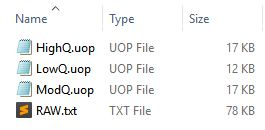 Name Type Size
HighQ.uop UOP File 17 KB
LowQ.uop UOP File 12 KB
ModQ.uop UOP File 17 KB
RAW.txt TXT File 78 KB